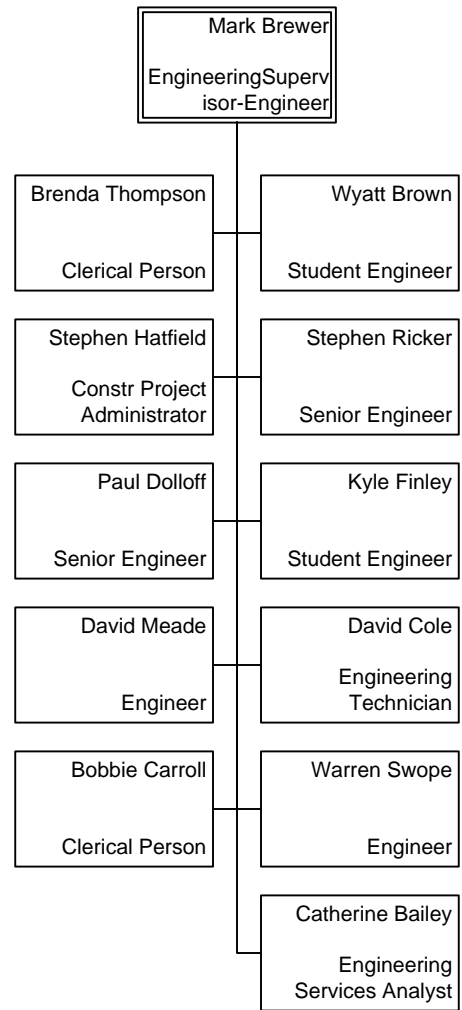 Mark Brewer
EngineeringSuperv
isor-Engineer
Brenda Thompson
Clerical Person
Wyatt Brown
Student Engineer
Stephen Hatfield
Constr Project
Administrator
Stephen Ricker
Senior Engineer
Paul Dolloff
Senior Engineer
Kyle Finley
Student Engineer
David Meade
Engineer
David Cole
Engineering
Technician
Bobbie Carroll
Clerical Person
Warren Swope
Engineer
Catherine Bailey
Engineering
Services Analyst